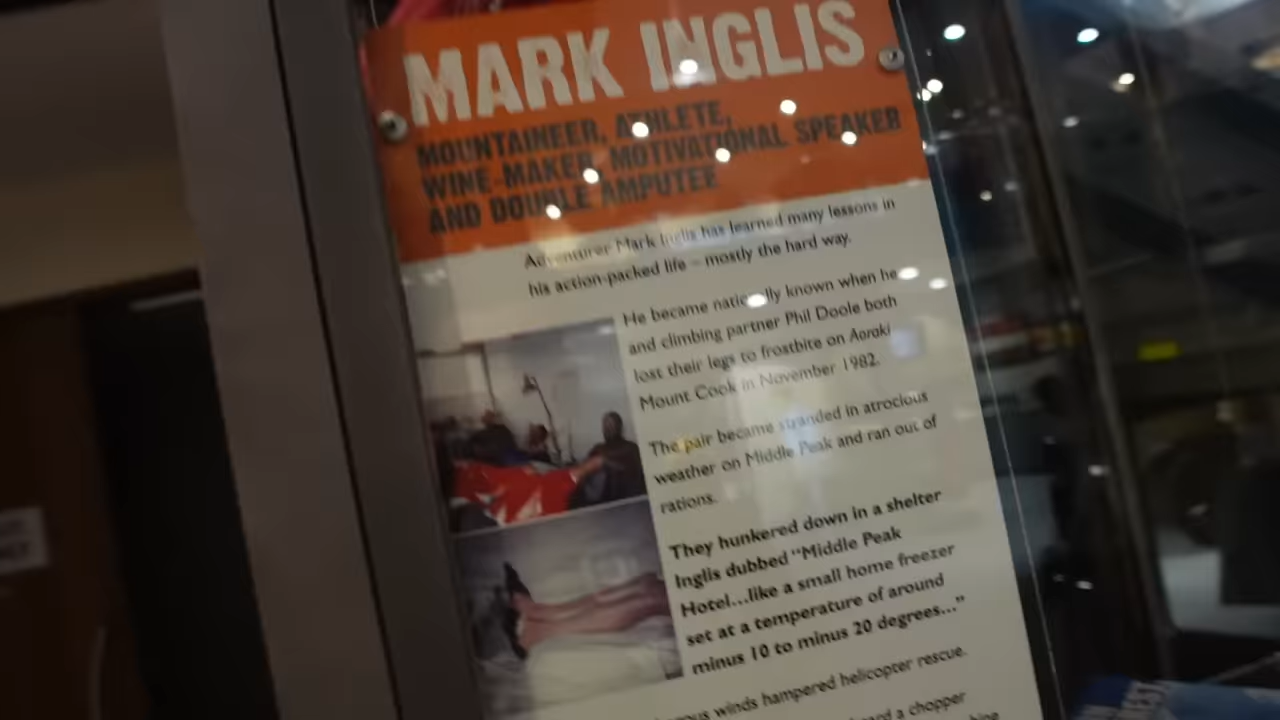 MARK INGLIS
MOUNTAINEER, ATHLETE,
WINE-MAKER, MOTIVATIONAL SPEAKER
AND DOUBLE AMPUTEE
Adventurer Mark Inglis has learned many lessons in
his action-packed life – mostly the hard way.
He became nationally known when he
and climbing partner Phil Doole both
lost their legs to frostbite on Aoraki
Mount Cook in November 1982.
The pair became stranded in atrocious
weather on Middle Peak and ran out of
rations.
They hunkered down in a shelter
Inglis dubbed "Middle Peak
Hotel...like a small home freezer
set at a temperature of around
minus 10 to minus 20 degrees..."
winds hampered helicopter rescue.
a chopper